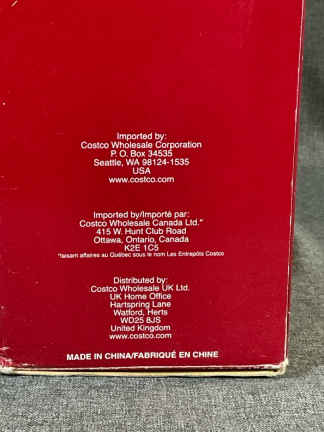 Imported by:
Costco Wholesale Corporation
P. O. Box 34535
Seattle, WA 98124-1535
USA
www.costco.com
Imported by/Importé par:
Costco Wholesale Canada Ltd.*
415 W. Hunt Club Road
Ottawa, Ontario, Canada
K2E 1C5
*faisant affaires au Québec sous le nom Les Entrepôts Costco
Distributed by:
Costco Wholesale UK Ltd.
UK Home Office
Hartspring Lane
Watford, Herts
WD25 8JS
United Kingdom
www.costco.com
MADE IN CHINA/FABRIQUÉ EN CHINE